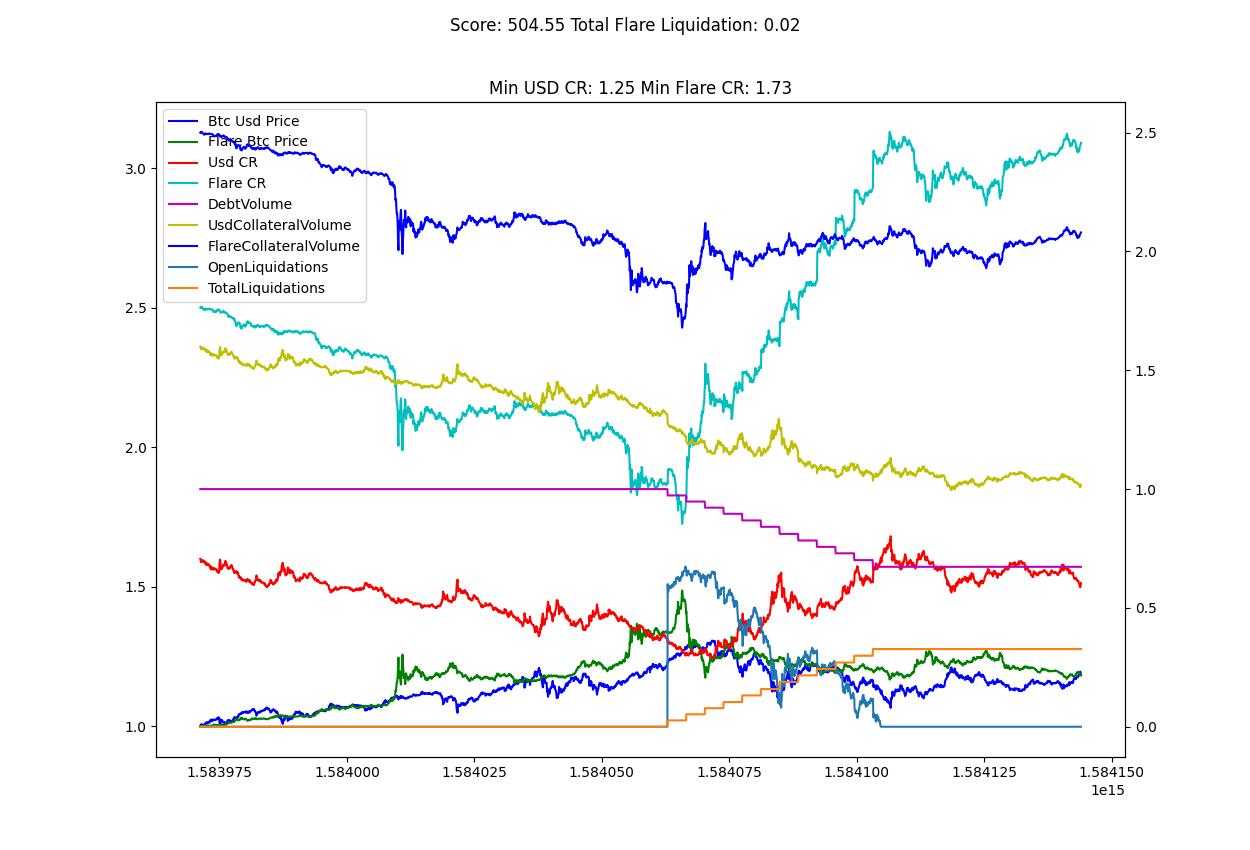 Score: 504.55 Total Flare Liquidation: 0.02
Min USD CR: 1.25 Min Flare CR: 1.73
Btc Usd Price
Flare Btc Price
Usd CR
Flare CR
DebtVolume
UsdCollateralVolume
FlareCollateralVolume
OpenLiquidations
TotalLiquidations
3.0
2.5
2.0
1.5
1.0
2.5
2.0
1.5
1.0
0.5
0.0
1.583975 1.584000 1.584025 1.584050 1.584075 1.584100 1.584125 1.584150
1e15